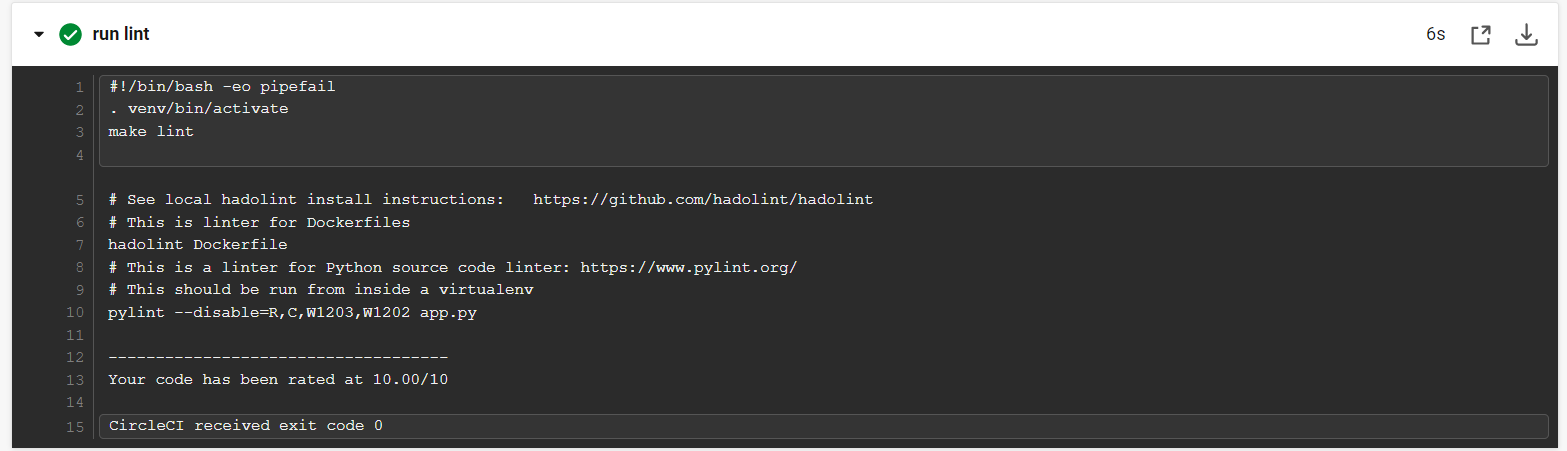 run lint 6s
1 #!/bin/bash -eo pipefail
2 . venv/bin/activate
3 make lint
4
5 # See local hadolint install instructions:   https://github.com/hadolint/hadolint
6 # This is linter for Dockerfiles
7 hadolint Dockerfile
8 # This is a linter for Python source code linter: https://www.pylint.org/
9 # This should be run from inside a virtualenv
10 pylint --disable=R,C,W1203,W1202 app.py
11
12 ------------------------------------
13 Your code has been rated at 10.00/10
14
15 CircleCI received exit code 0